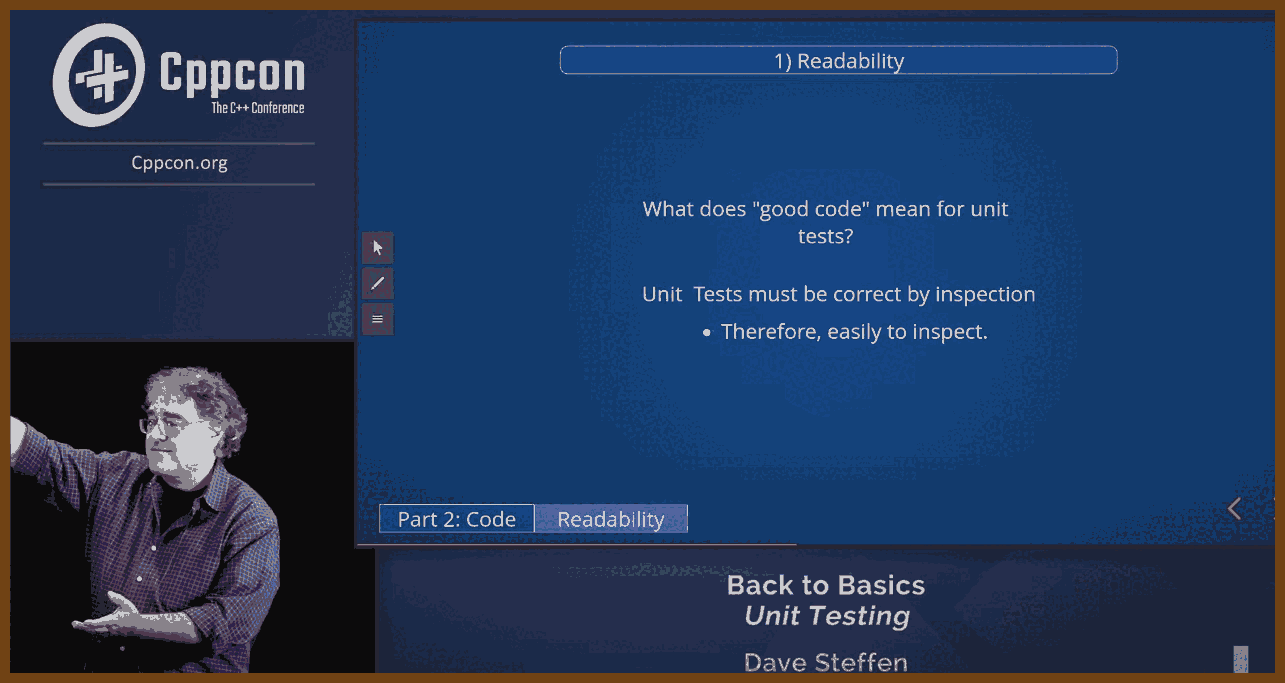 Cppcon
The C++ Conference
Cppcon.org
1) Readability
What does "good code" mean for unit
tests?
Unit Tests must be correct by inspection
• Therefore, easily to inspect.
Part 2: Code Readability
Back to Basics
Unit Testing
Dave Steffen